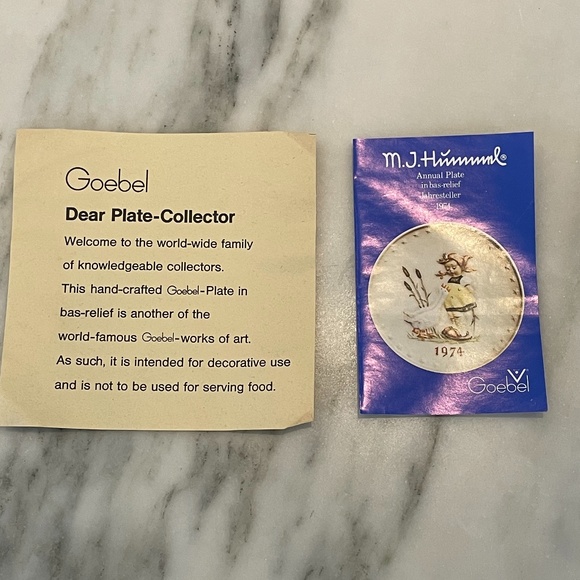 Goebel
Dear Plate-Collector
Welcome to the world-wide family
of knowledgeable collectors.
This hand-crafted Goebel-Plate in
bas-relief is another of the
world-famous Goebel-works of art.
As such, it is intended for decorative use
and is not to be used for serving food.
M.J.Hümmel®
Annual Plate
in bas-relief
Jahresteller
1974
1974
Goebel